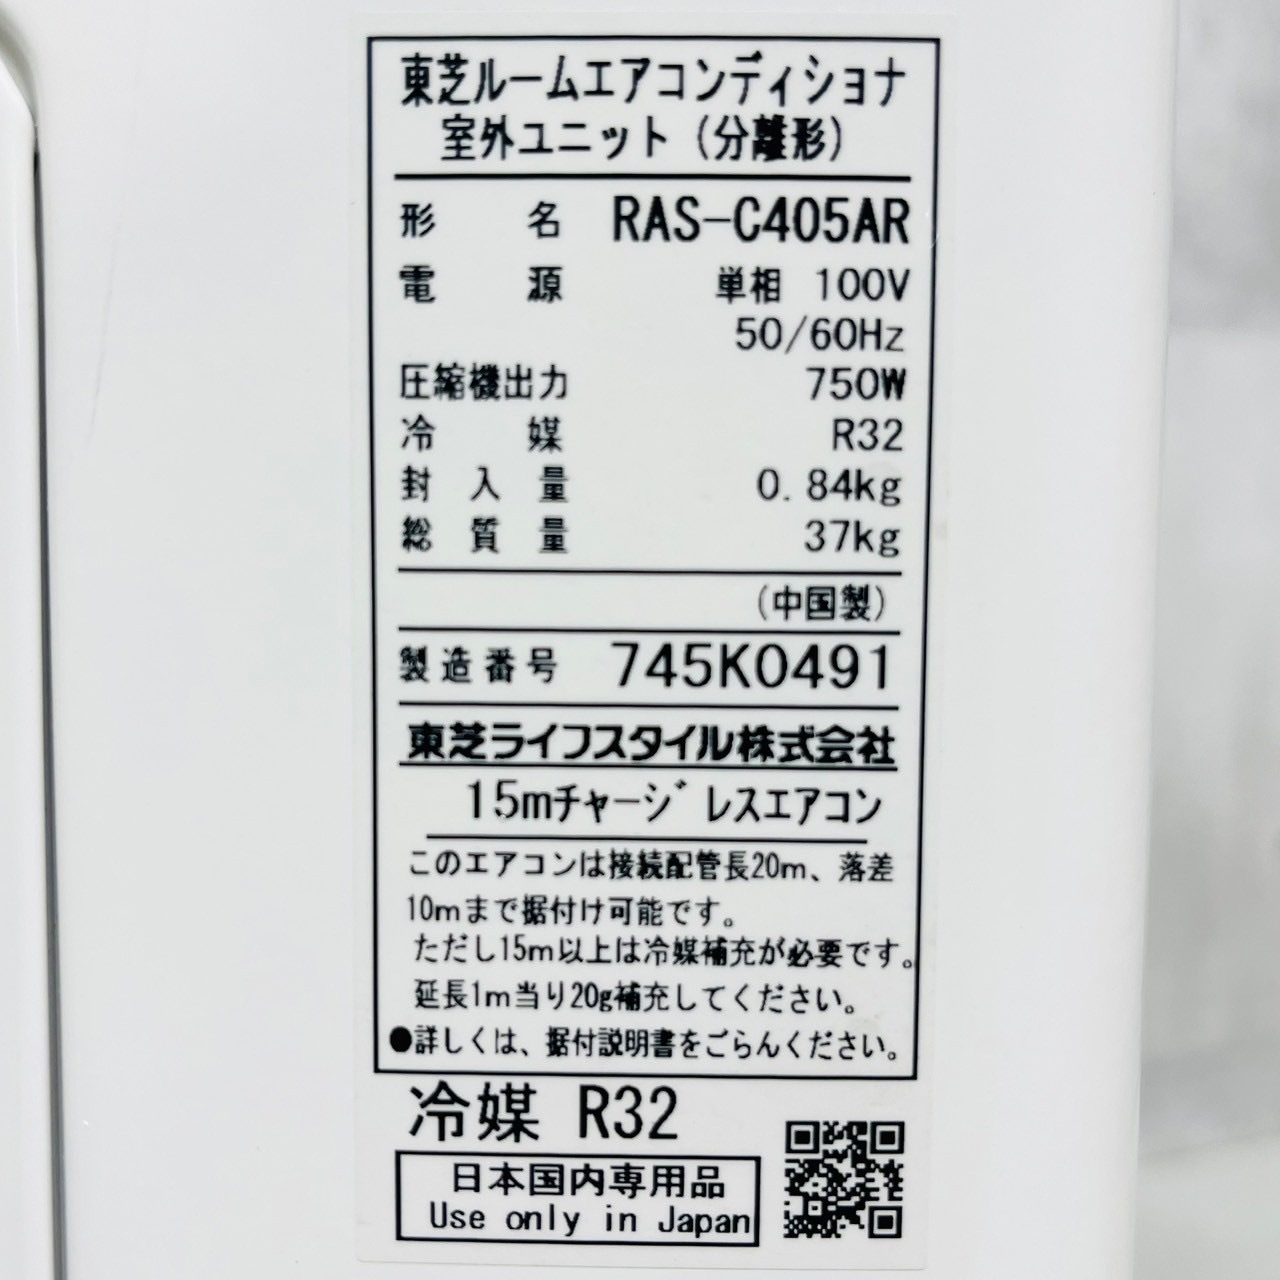 東芝ルームエアコンディショナ
室外ユニット(分離形)
形名 RAS-C405AR
電源 単相 100V
50/60Hz
圧縮機出力 750W
冷媒 R32
封入量 0.84kg
総質量 37kg
(中国製)
製造番号 745K0491
東芝ライフスタイル株式会社
15mチャージレスエアコン
このエアコンは接続配管長20m、落差
10mまで据付け可能です。
ただし15m以上は冷媒補充が必要です。
延長1m当り20g補充してください。
●詳しくは、据付説明書をごらんください。
冷媒 R32
日本国内専用品
Use only in Japan